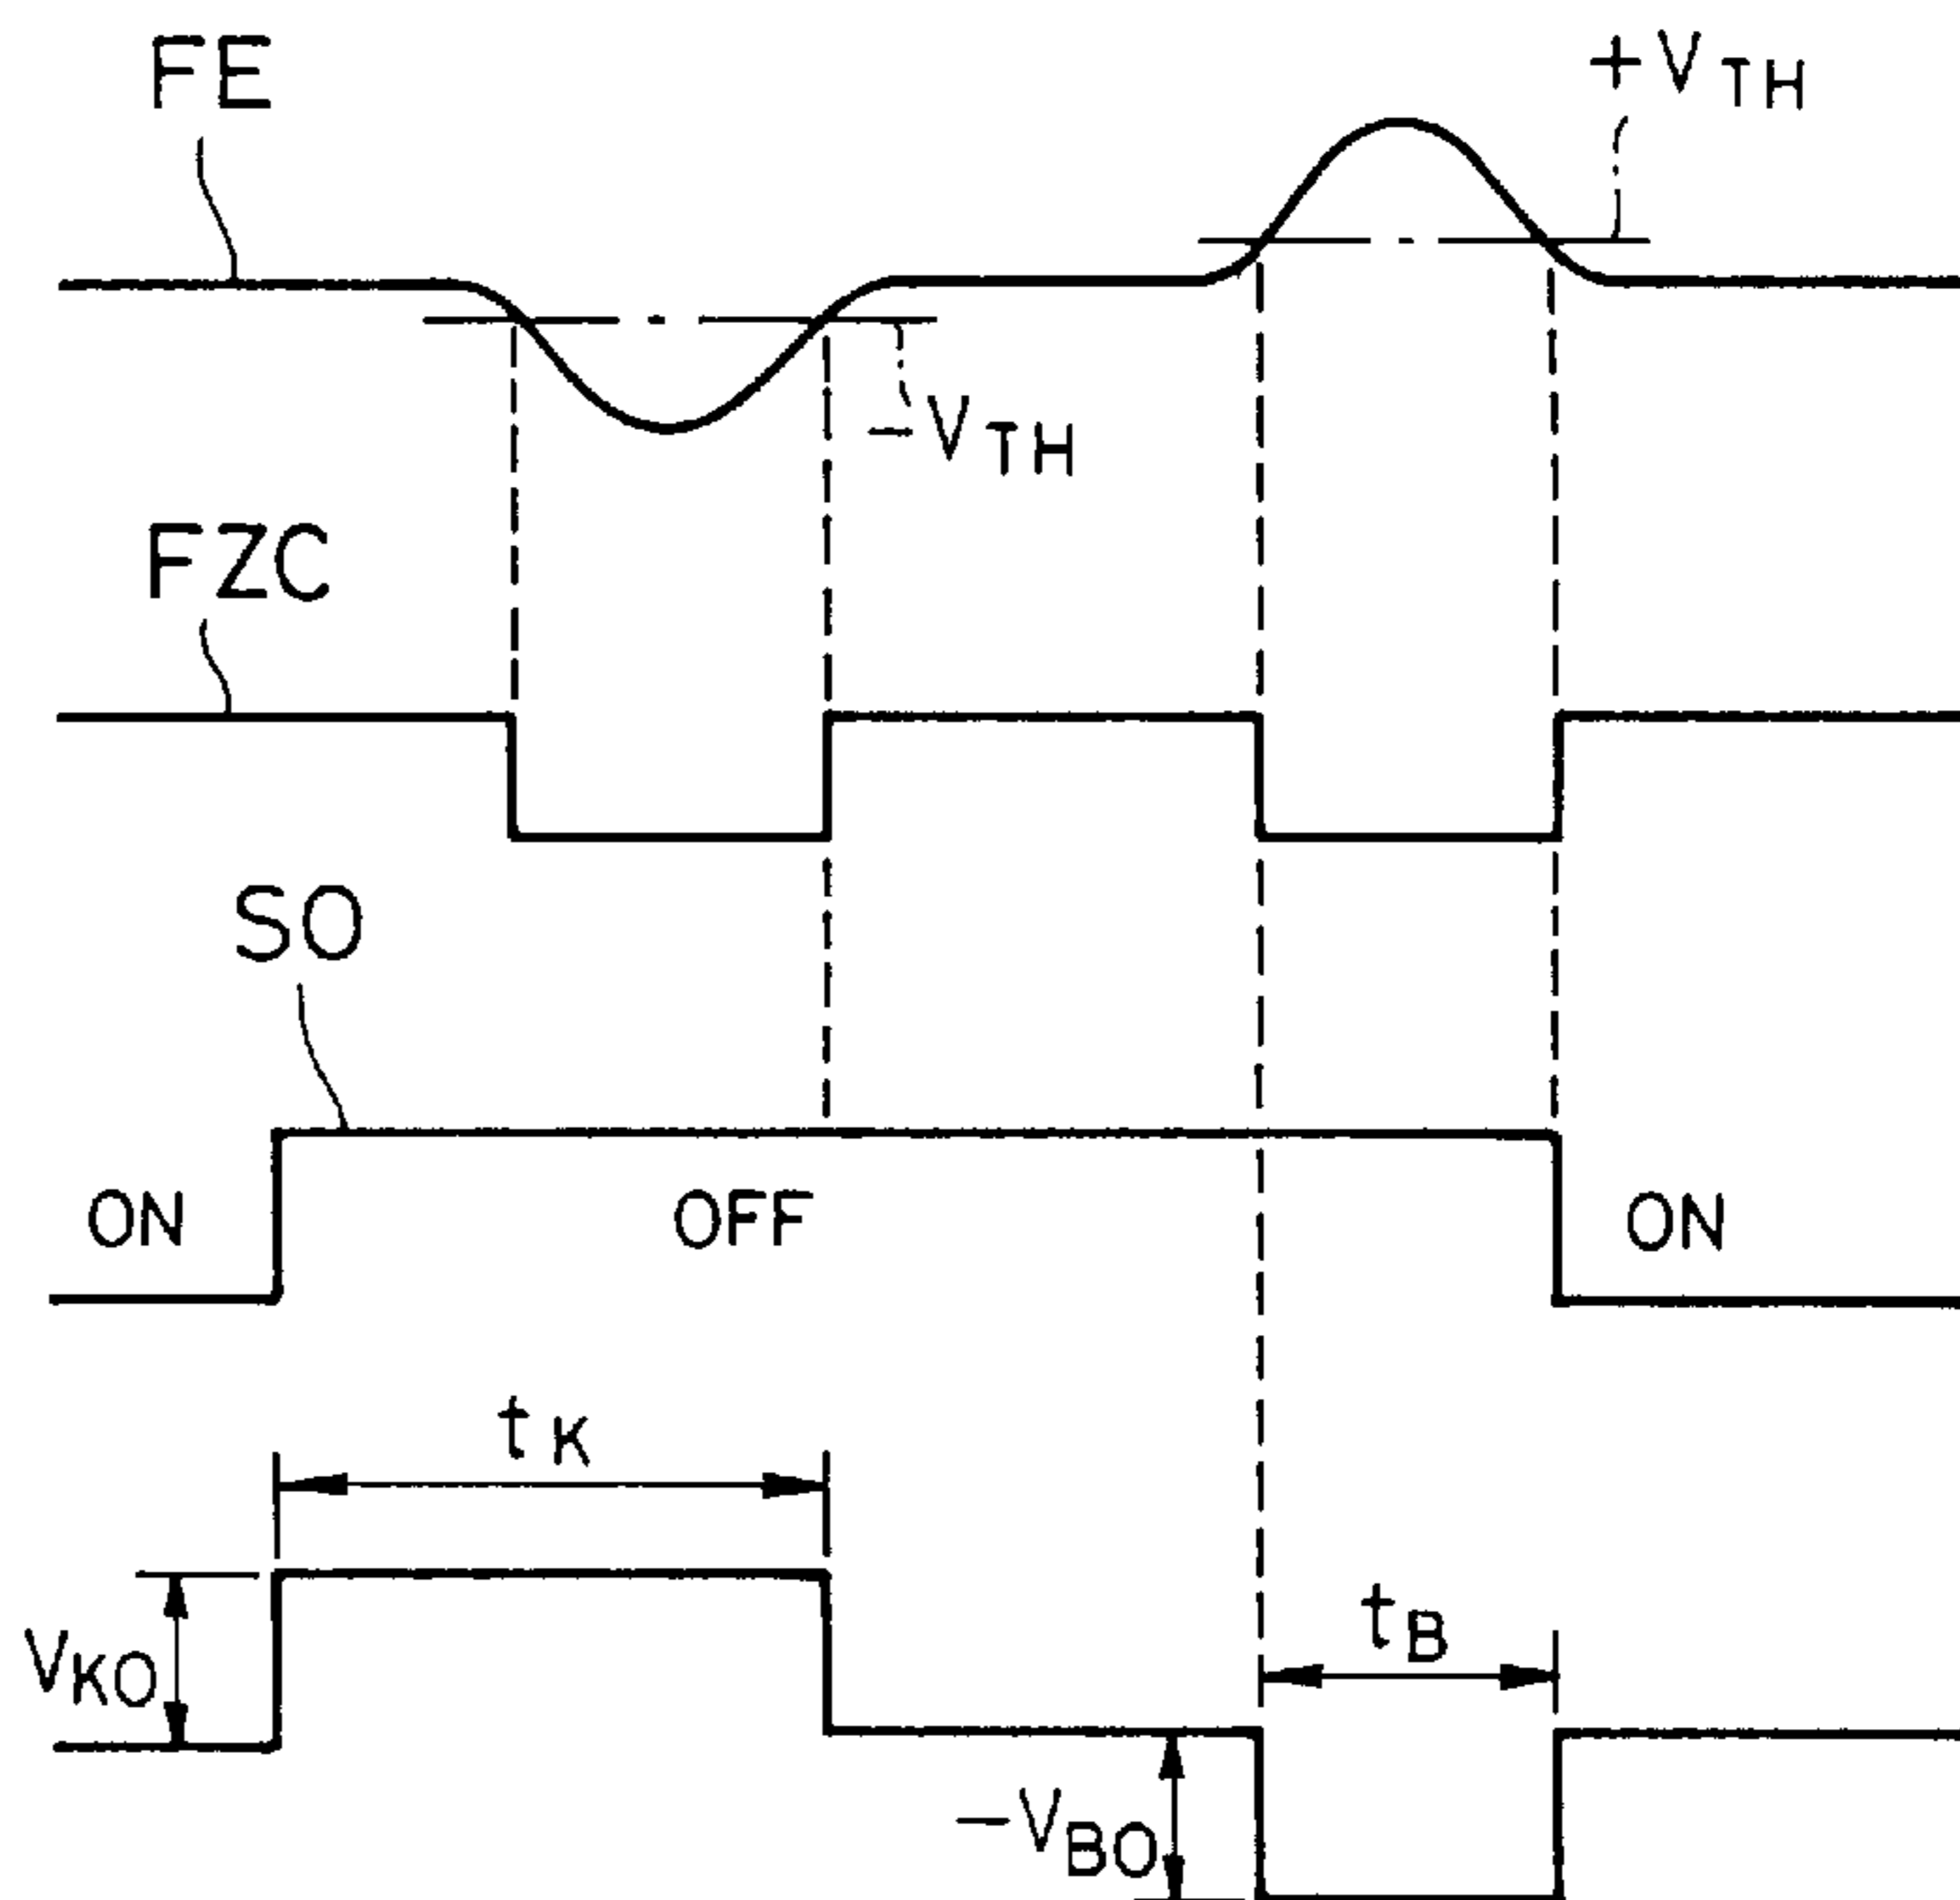 FE
+VTH
-VTH
FZC
SO
ON OFF ON
tK
tB
VKO
-VBO